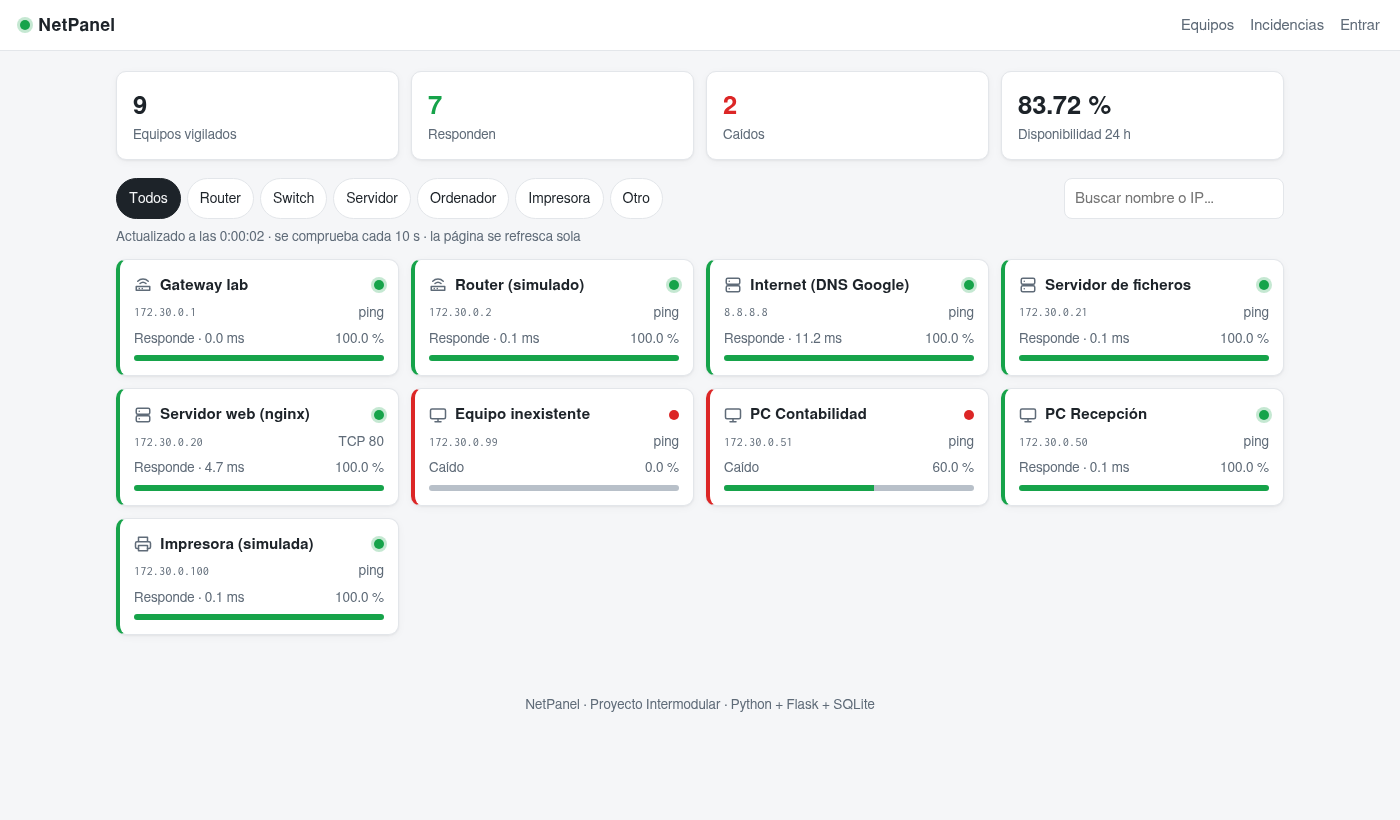 NetPanel
Equipos Incidencias Entrar
9
Equipos vigilados
7
Responden
2
Caídos
83.72 %
Disponibilidad 24 h
Todos Router Switch Servidor Ordenador Impresora Otro
Buscar nombre o IP...
Actualizado a las 0:00:02 · se comprueba cada 10 s · la página se refresca sola
Gateway lab
172.30.0.1 ping
Responde · 0.0 ms 100.0 %
Router (simulado)
172.30.0.2 ping
Responde · 0.1 ms 100.0 %
Internet (DNS Google)
8.8.8.8 ping
Responde · 11.2 ms 100.0 %
Servidor de ficheros
172.30.0.21 ping
Responde · 0.1 ms 100.0 %
Servidor web (nginx)
172.30.0.20 TCP 80
Responde · 4.7 ms 100.0 %
Equipo inexistente
172.30.0.99 ping
Caído 0.0 %
PC Contabilidad
172.30.0.51 ping
Caído 60.0 %
PC Recepción
172.30.0.50 ping
Responde · 0.1 ms 100.0 %
Impresora (simulada)
172.30.0.100 ping
Responde · 0.1 ms 100.0 %
NetPanel · Proyecto Intermodular · Python + Flask + SQLite